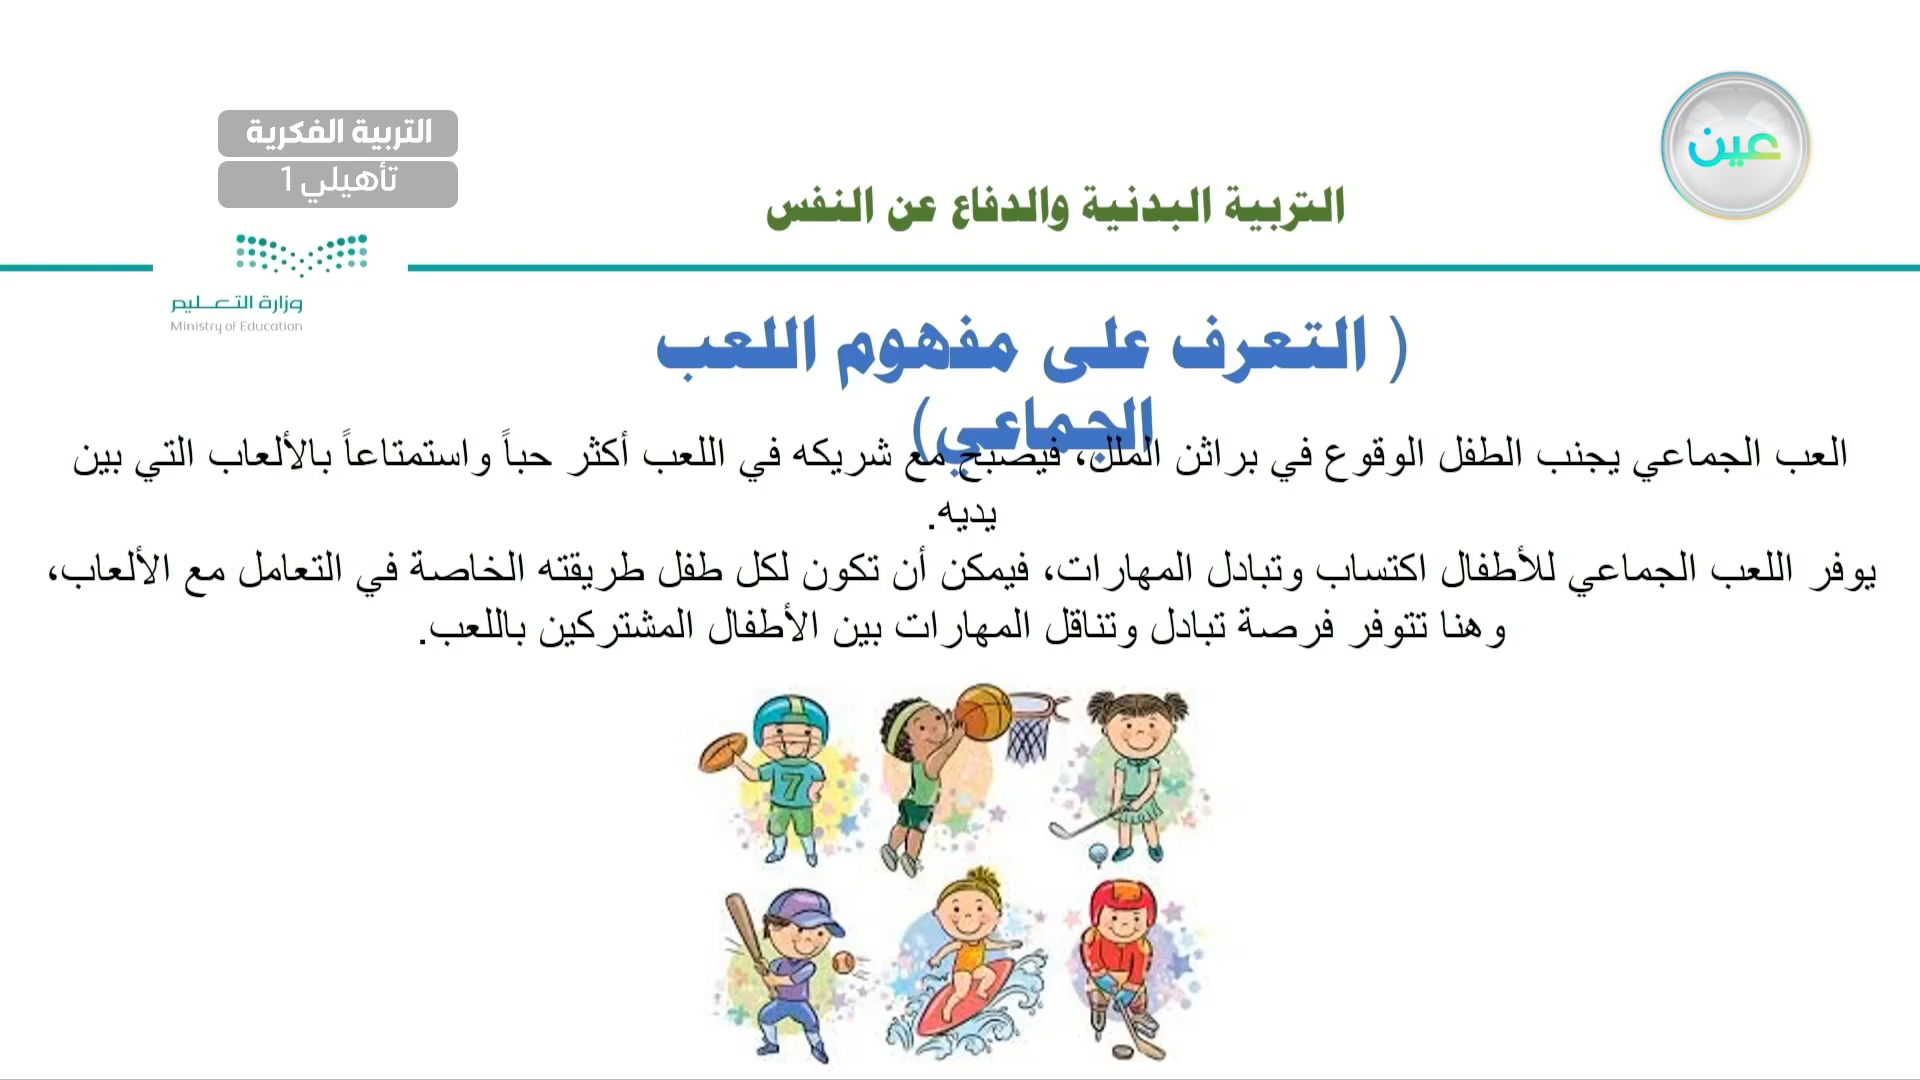 التربية الفكرية
تأهيلي 1
عين
التربية البدنية والدفاع عن النفس
وزارة التعليم
Ministry of Education
( التعرف على مفهوم اللعب
الجماعي)
العب الجماعي يجنب الطفل الوقوع في براثن الملل، فيصبح مع شريكه في اللعب أكثر حباً واستمتاعاً بالألعاب التي بين
يديه.
يوفر اللعب الجماعي للأطفال اكتساب وتبادل المهارات، فيمكن أن تكون لكل طفل طريقته الخاصة في التعامل مع الألعاب،
وهنا تتوفر فرصة تبادل وتناقل المهارات بين الأطفال المشتركين باللعب.
7